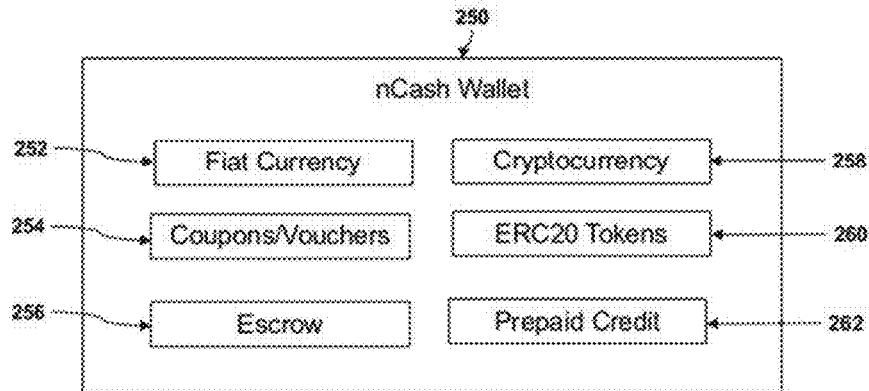 250
nCash Wallet
252
Fiat Currency
Cryptocurrency
258
254
Coupons/Vouchers
ERC20 Tokens
260
256
Escrow
Prepaid Credit
262